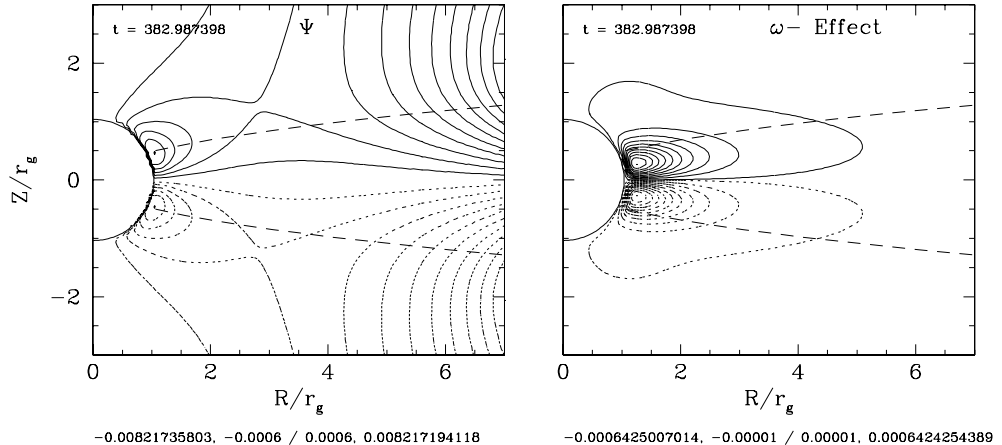 t = 382.987398
Ψ
t = 382.987398
ω− Effect
2
0
−2
Z/r_g
0
2
4
6
0
2
4
6
R/r_g
R/r_g
−0.00821735803, −0.0006 / 0.0006, 0.008217194118
−0.0006425007014, −0.00001 / 0.00001, 0.0006424254389